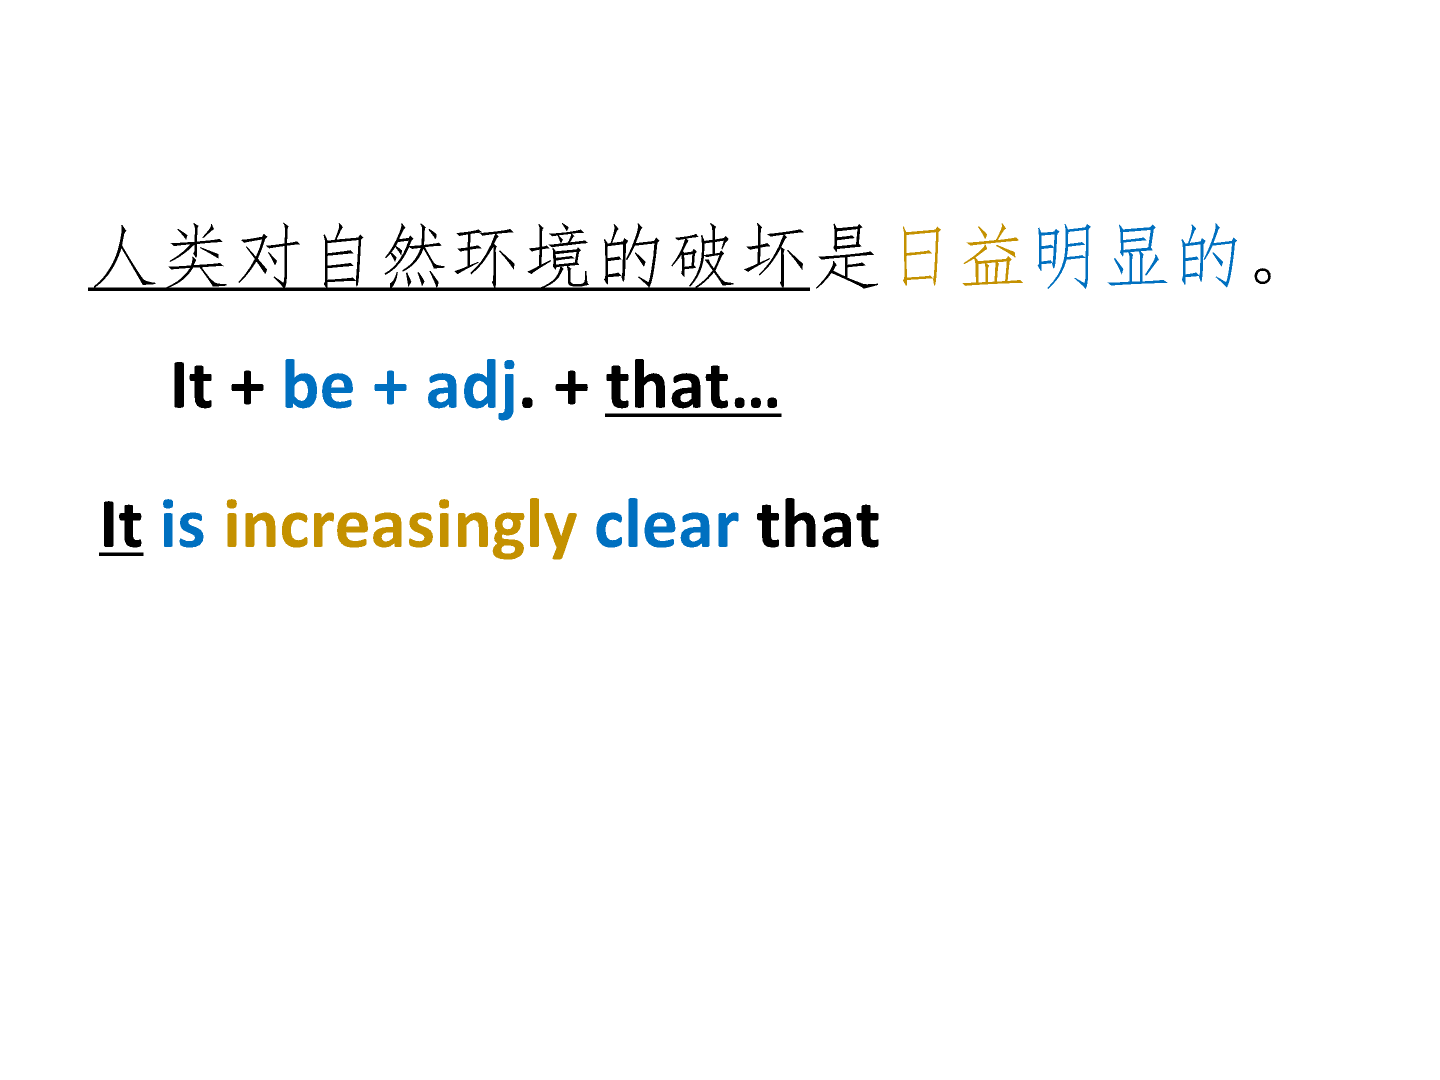 人类对自然环境的破坏是日益明显的。
It + be + adj. + that…
It is increasingly clear that